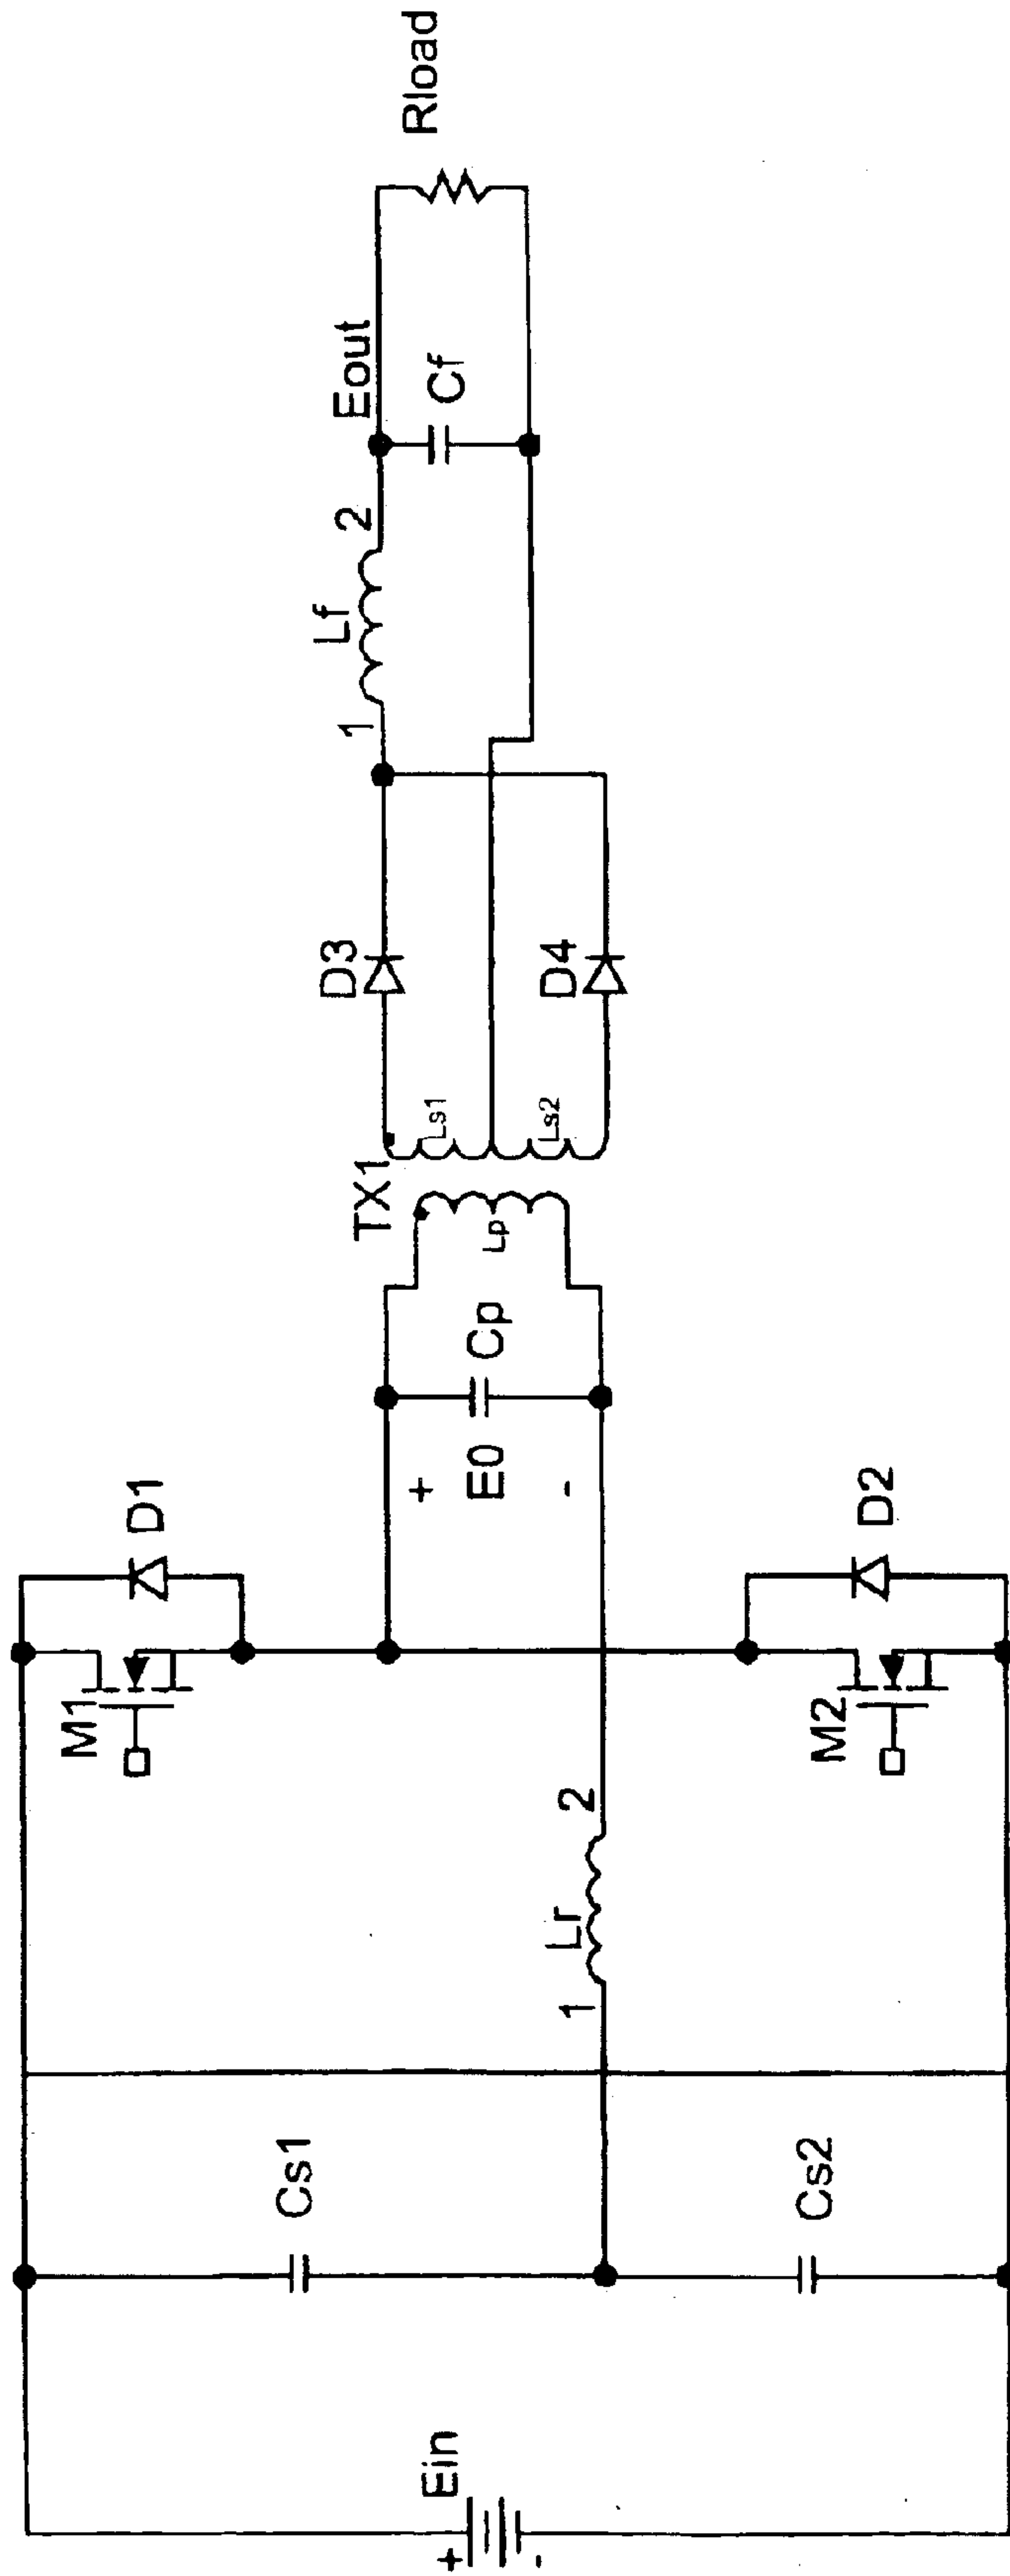 Ein
+
-
Cs1
Cs2
1
Lr
2
M1
D1
M2
D2
+
E0
-
Cp
TX1
Lp
Ls1
Ls2
D3
D4
1
Lf
2
Eout
Cf
Rload